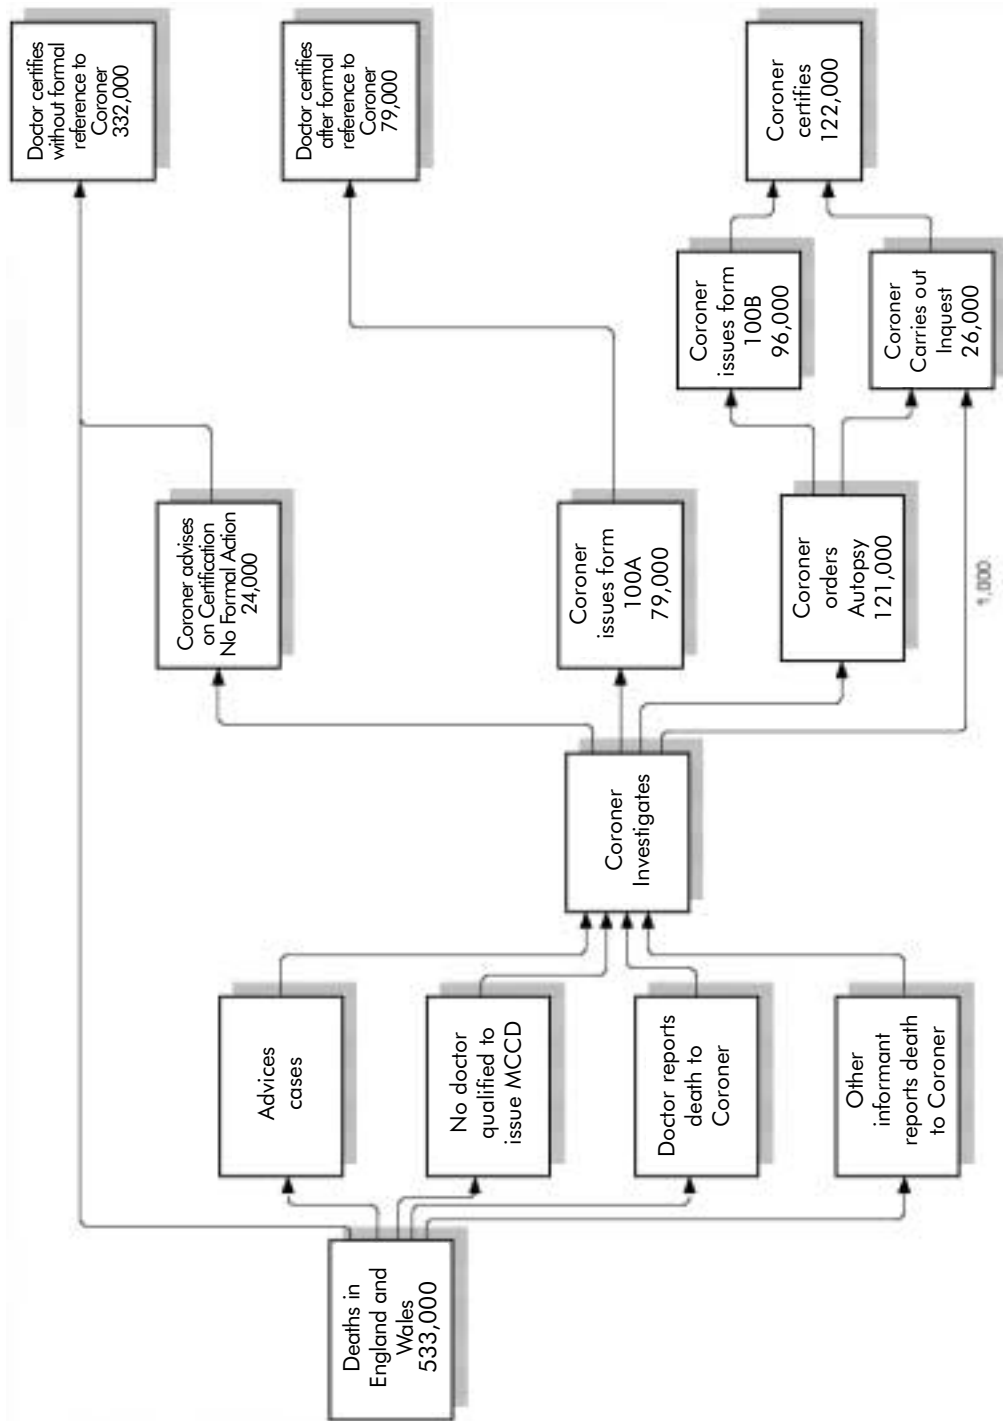 Deaths in
England and
Wales
533,000
Advices
cases
No doctor
qualified to
issue MCCD
Doctor reports
death to
Coroner
Other
informant
reports death
to Coroner
Coroner
Investigates
Coroner advises
on Certification
No Formal Action
24,000
Coroner
issues form
100A
79,000
Coroner
orders
Autopsy
121,000
1,000
Coroner
issues form
100B
96,000
Coroner
Carries out
Inquest
26,000
Doctor certifies
without formal
reference to
Coroner
332,000
Doctor certifies
after formal
reference to
Coroner
79,000
Coroner
certifies
122,000